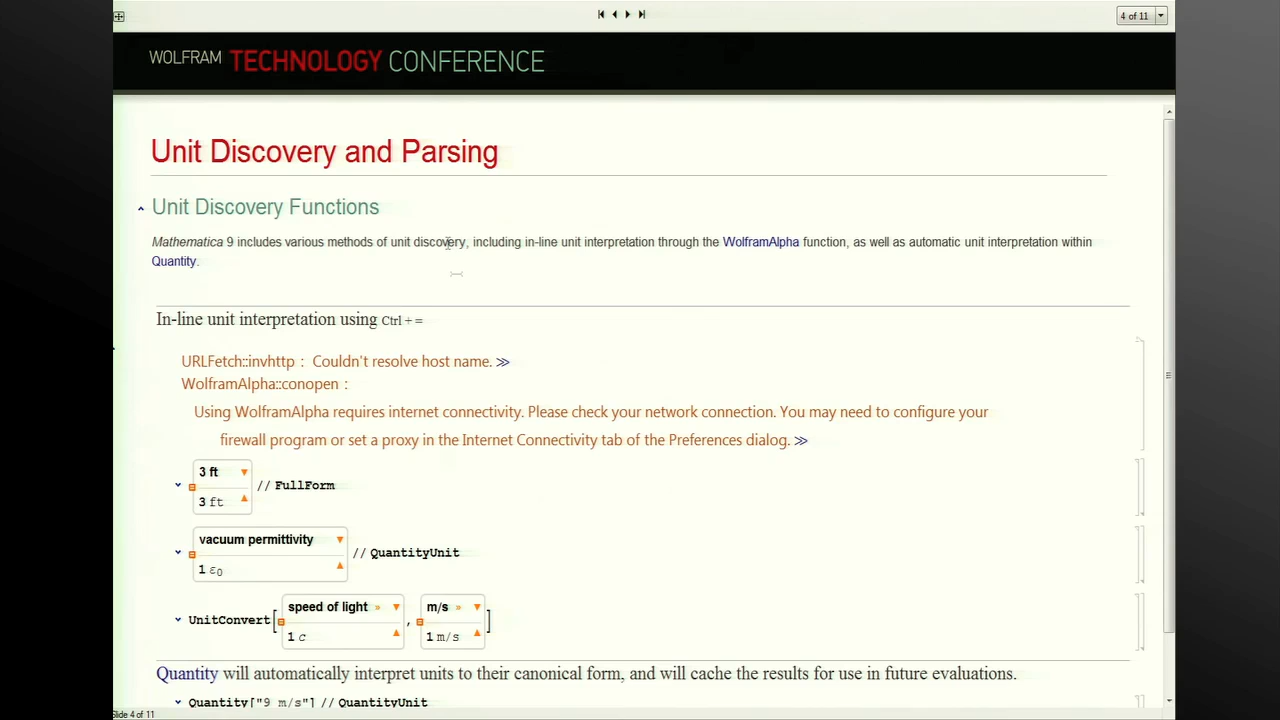 4 of 11
WOLFRAM TECHNOLOGY CONFERENCE
Unit Discovery and Parsing
Unit Discovery Functions
Mathematica 9 includes various methods of unit discovery, including in-line unit interpretation through the WolframAlpha function, as well as automatic unit interpretation within
Quantity.
In-line unit interpretation using Ctrl + =
URLFetch::invhttp : Couldn't resolve host name. ≫
WolframAlpha::conopen :
Using WolframAlpha requires internet connectivity. Please check your network connection. You may need to configure your
firewall program or set a proxy in the Internet Connectivity tab of the Preferences dialog. ≫
3 ft
3 ft // FullForm
vacuum permittivity
1 ε0 // QuantityUnit
UnitConvert[ speed of light » , m/s » ]
1 c 1 m/s
Quantity will automatically interpret units to their canonical form, and will cache the results for use in future evaluations.
Quantity["9 m/s"] // QuantityUnit
Slide 4 of 11